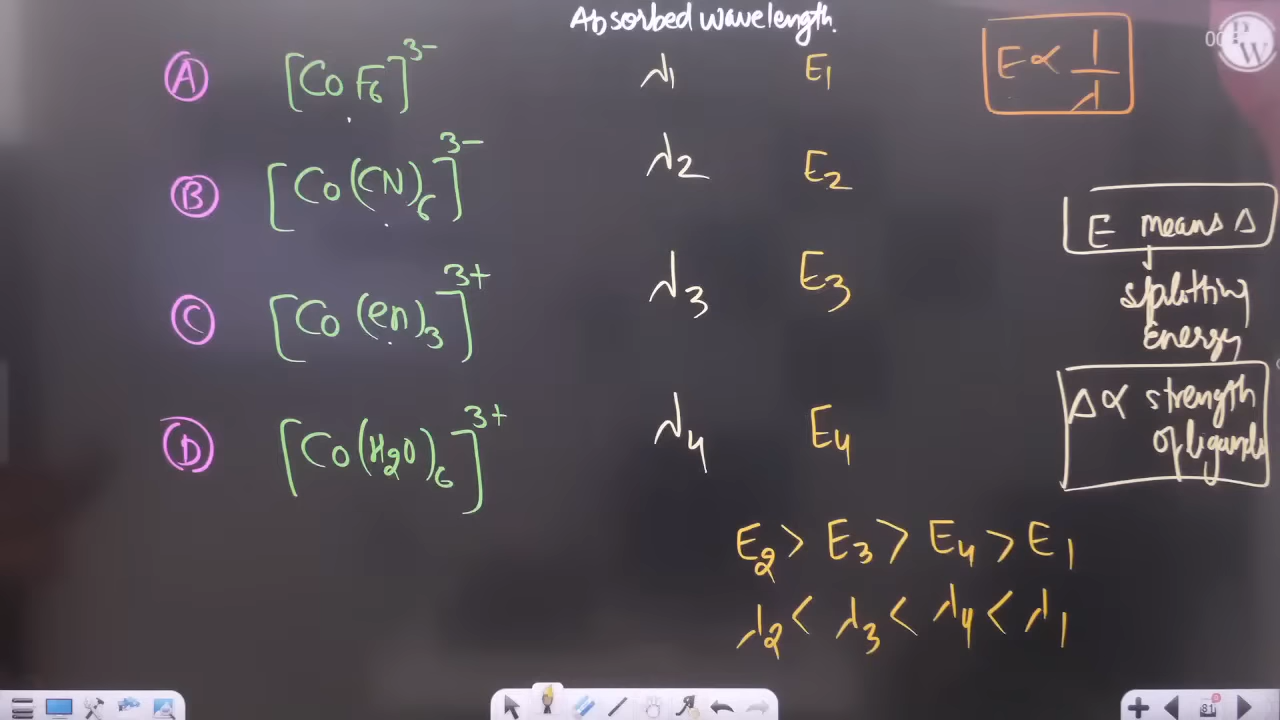 Absorbed wavelength
A [CoF6]3- λ1 E1
E ∝ 1/λ
B [Co(CN)6]3- λ2 E2
E means Δ
↓
splitting
Energy
C [Co(en)3]3+ λ3 E3
Δ ∝ strength
of ligands
D [Co(H2O)6]3+ λ4 E4
E2 > E3 > E4 > E1
λ2 < λ3 < λ4 < λ1
81